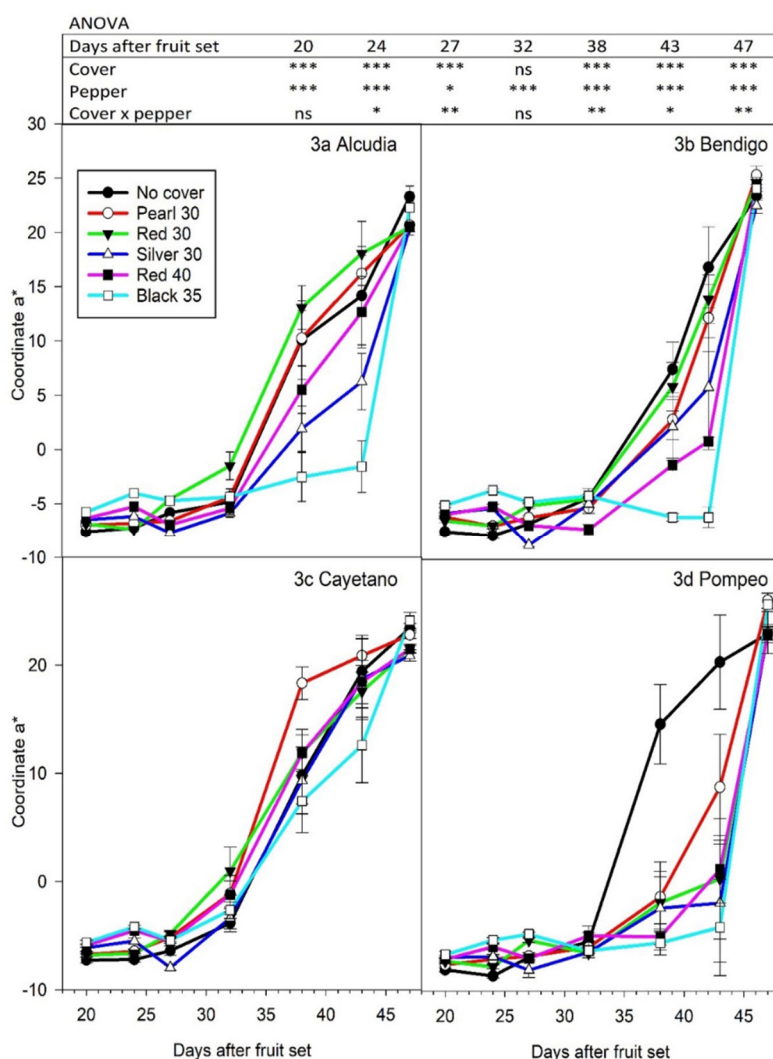 ANOVA
Days after fruit set 20 24 27 32 38 43 47
Cover *** *** *** ns *** *** ***
Pepper *** *** * *** *** *** ***
Cover x pepper ns * ** ns ** * **
30
25
20
15
10
5
0
-5
-10
Coordinate a*
3a Alcudia
No cover
Pearl 30
Red 30
Silver 30
Red 40
Black 35
3b Bendigo
20
10
0
-10
Coordinate a*
3c Cayetano
3d Pompeo
20 25 30 35 40 45 20 25 30 35 40 45
Days after fruit set Days after fruit set